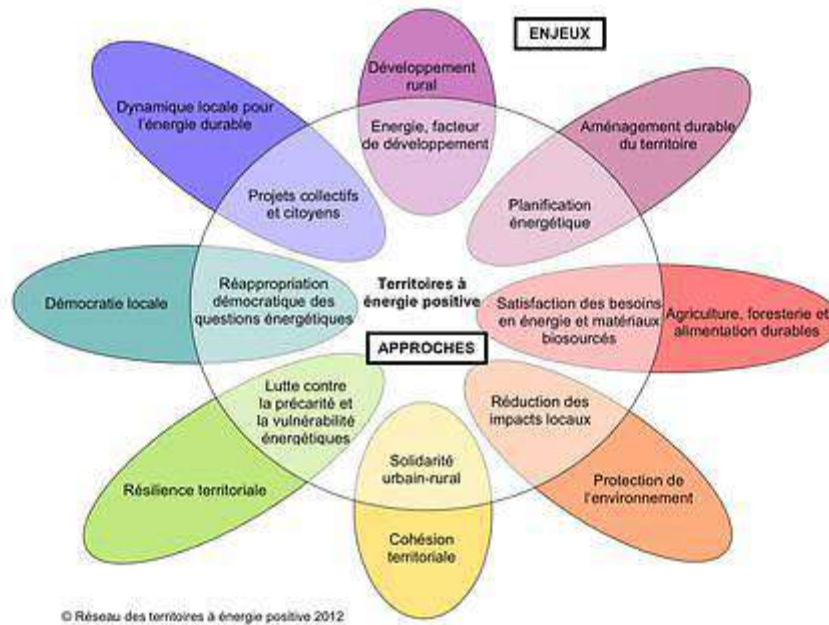 ENJEUX
Développement
rural
Energie, facteur
de développement
Dynamique locale pour
l'énergie durable
Projets collectifs
et citoyens
Aménagement durable
du territoire
Planification
énergétique
Démocratie locale
Réappropriation
démocratique des
questions énergétiques
Territoires à
énergie positive
APPROCHES
Satisfaction des besoins
en énergie et matériaux
biosourcés
Agriculture, foresterie et
alimentation durables
Lutte contre
la précarité et
la vulnérabilité
énergétiques
Résilience territoriale
Solidarité
urbain-rural
Cohésion
territoriale
Réduction des
impacts locaux
Protection de
l'environnement
© Réseau des territoires à énergie positive 2012